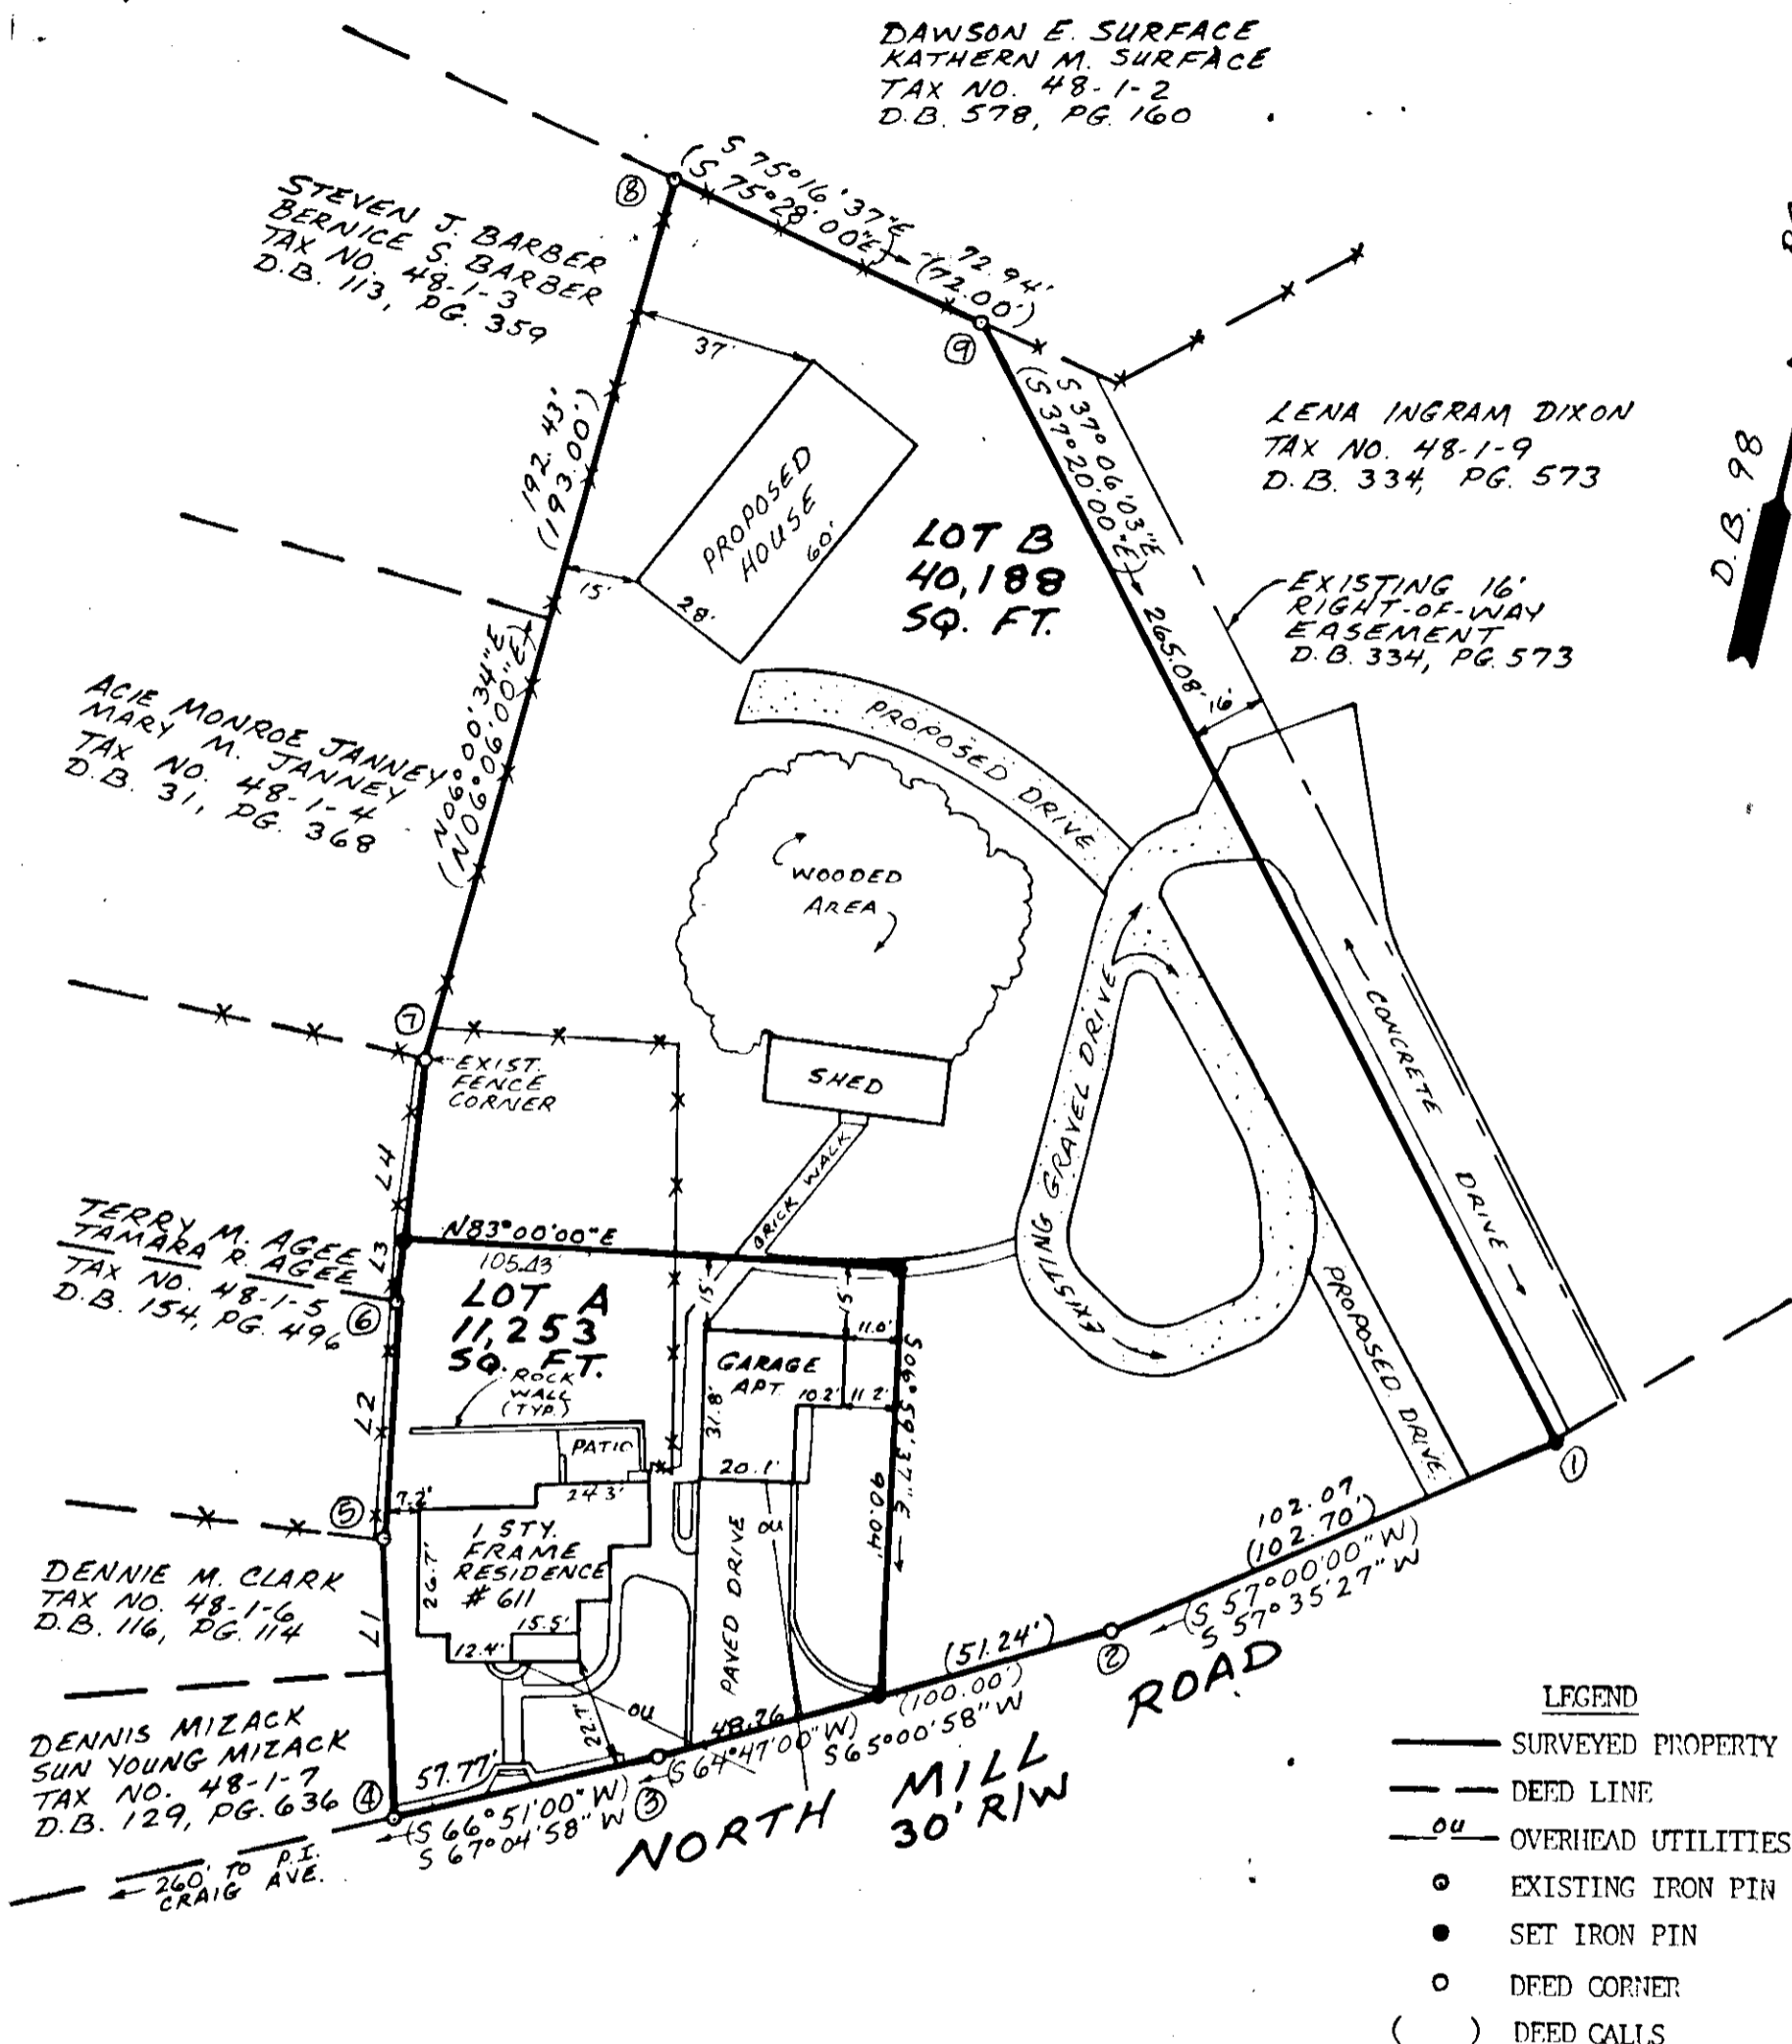 DAWSON E. SURFACE
KATHERN M. SURFACE
TAX NO. 48-1-2
D.B. 578, PG. 160
S 75°16'37"E 72.94'
(S 75°28'00"E) (72.00')
8
STEVEN J. BARBER
BERNICE S. BARBER
TAX NO. 48-1-3
D.B. 113, PG. 359
9
37'
192.43'
(193.00')
S 37°06'03"E
(S 37°20'00"E) 265.08'
LENA INGRAM DIXON
TAX NO. 48-1-9
D.B. 334, PG. 573
D.B. 98
PROPOSED
HOUSE
60'
28'
15'
LOT B
40,188
SQ. FT.
EXISTING 16'
RIGHT-OF-WAY
EASEMENT
D.B. 334, PG. 573
16'
N06°00'34"E
(N06°06'00"E)
ACIE MONROE JANNEY
MARY M. JANNEY
TAX NO. 48-1-4
D.B. 31, PG. 368
PROPOSED DRIVE
WOODED
AREA
CONCRETE
DRIVE
7
EXIST.
FENCE
CORNER
SHED
EXISTING GRAVEL DRIVE
BRICK WALK
L4
TERRY M. AGEE
TAMARA R. AGEE
TAX NO. 48-1-5
D.B. 154, PG. 496
L3
N83°00'00"E
105.43'
LOT A
11,253
SQ. FT.
6
15'
15'
11.0'
GARAGE
APT.
10.2'
11.2'
31.8'
20.1'
S06°59'37"E
90.04'
PROPOSED DRIVE
ROCK
WALL
(TYP.)
PATIO
L2
5
7.2'
24.3'
1 STY.
FRAME
RESIDENCE
# 611
26.7'
15.5'
12.4'
22.7'
PAVED DRIVE
OU
OU
1
102.07
(102.70')
(S 57°00'00"W)
S 57°35'27"W
DENNIE M. CLARK
TAX NO. 48-1-6
D.B. 116, PG. 114
L1
2
(51.24')
(100.00')
48.76
(S 64°47'00"W)
S 65°00'58"W
DENNIS MIZACK
SUN YOUNG MIZACK
TAX NO. 48-1-7
D.B. 129, PG. 636
4
57.77'
3
(S 66°51'00"W)
S 67°04'58"W
NORTH MILL ROAD
30' R/W
260' TO P.I.
CRAIG AVE.
LEGEND
SURVEYED PROPERTY
DEED LINE
OU OVERHEAD UTILITIES
EXISTING IRON PIN
SET IRON PIN
DEED CORNER
( ) DEED CALLS